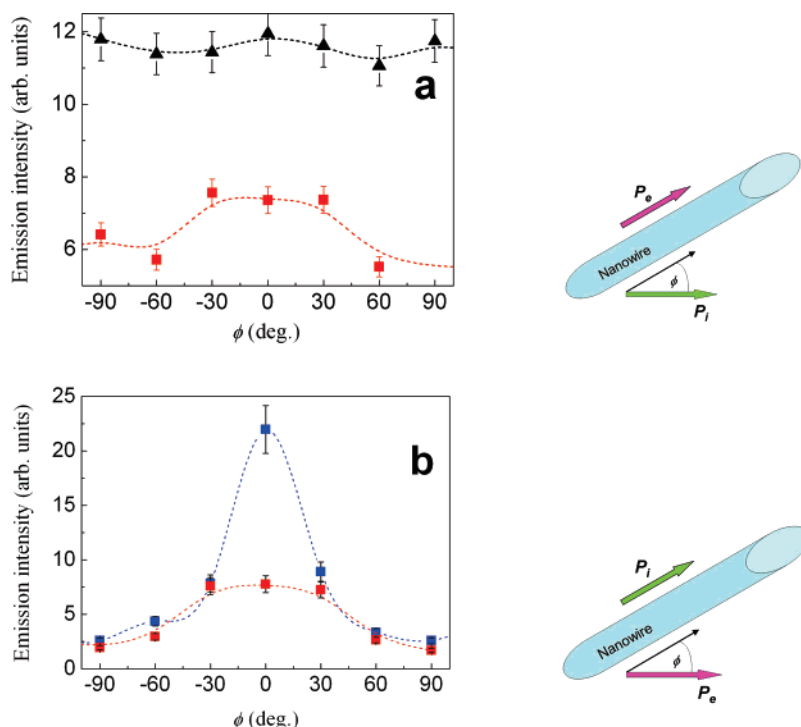 Emission intensity (arb. units)
12
10
8
6
a
-90 -60 -30 0 30 60 90
ϕ (deg.)
Pe
Nanowire
ϕ
Pi
Emission intensity (arb. units)
25
20
15
10
5
0
b
-90 -60 -30 0 30 60 90
ϕ (deg.)
Pi
Nanowire
ϕ
Pe